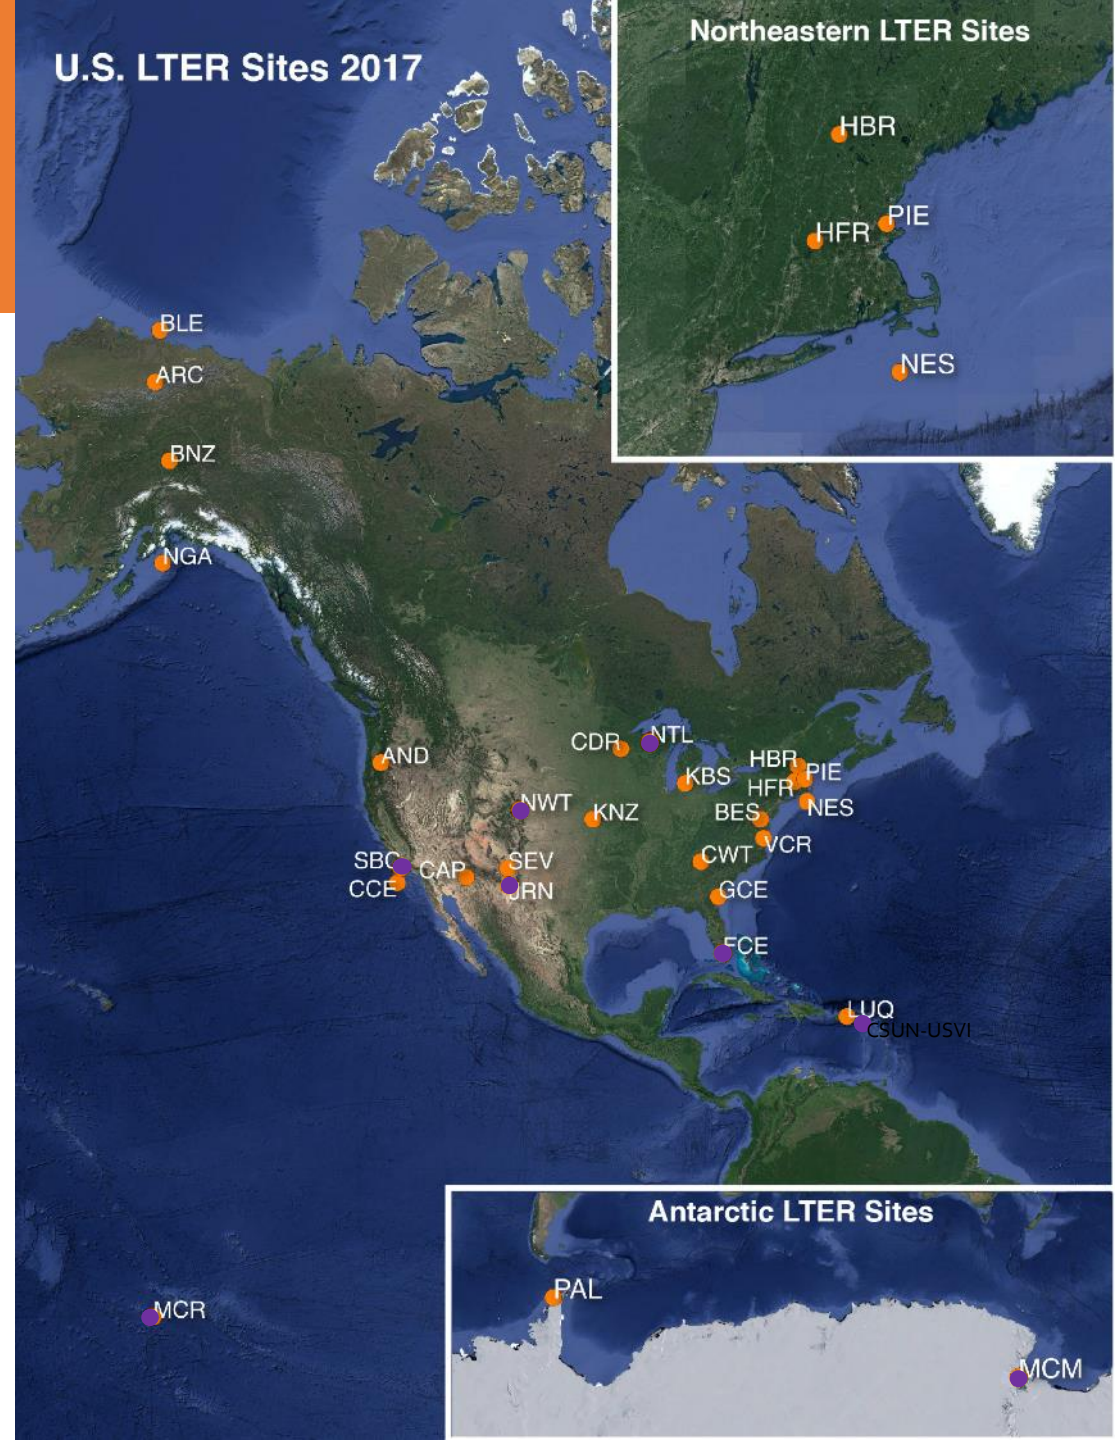 U.S. LTER Sites 2017
Northeastern LTER Sites
HBR
PIE
HFR
NES
BLE
ARC
BNZ
NGA
AND
CDR
NTL
KBS
HBR
PIE
HFR
NES
NWT
KNZ
BES
VCR
SBC
CAP
SEV
CWT
CCE
JRN
GCE
FCE
LUQ
CSUN-USVI
Antarctic LTER Sites
PAL
MCR
MCM